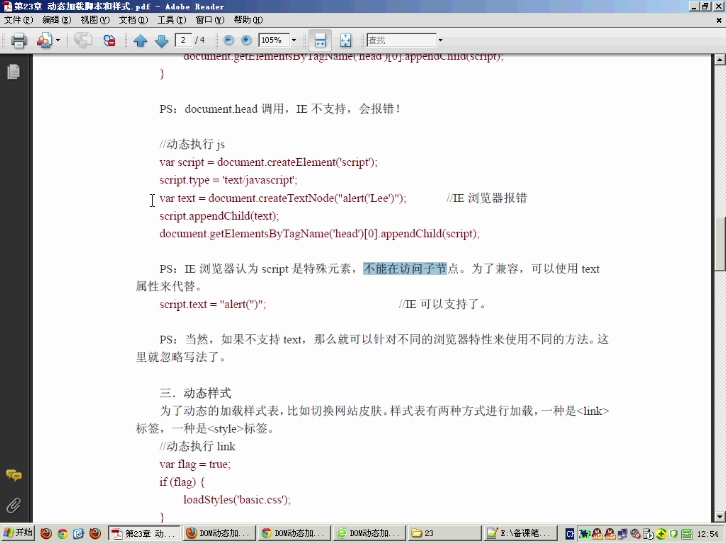 第23章 动态加载脚本和样式.pdf - Adobe Reader
文件(F) 编辑(E) 视图(V) 文档(D) 工具(T) 窗口(W) 帮助(H)
2 / 4 105% 查找
document.getElementsByTagName('head')[0].appendChild(script);
}
PS：document.head 调用，IE 不支持，会报错！
//动态执行 js
var script = document.createElement('script');
script.type = 'text/javascript';
var text = document.createTextNode("alert('Lee')"); //IE 浏览器报错
script.appendChild(text);
document.getElementsByTagName('head')[0].appendChild(script);
PS：IE 浏览器认为 script 是特殊元素，不能在访问子节点。为了兼容，可以使用 text
属性来代替。
script.text = "alert('')"; //IE 可以支持了。
PS：当然，如果不支持 text，那么就可以针对不同的浏览器特性来使用不同的方法。这
里就忽略写法了。
三．动态样式
为了动态的加载样式表，比如切换网站皮肤。样式表有两种方式进行加载，一种是<link>
标签，一种是<style>标签。
//动态执行 link
var flag = true;
if (flag) {
loadStyles('basic.css');
}
开始 第23章 动... DOM动态加... DOM动态加... DOM动态加... 23 E:\备课笔... 12:54